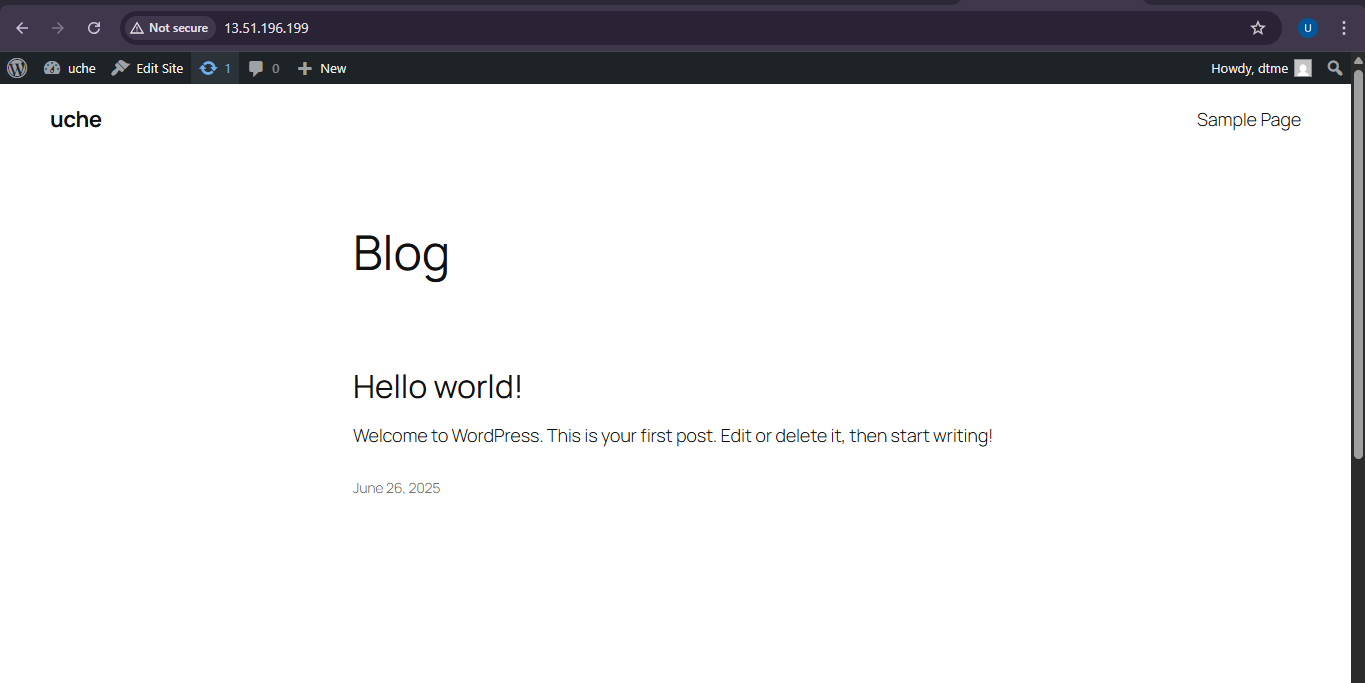 Not secure 13.51.196.199 U
uche Edit Site 1 0 New Howdy, dtme
uche Sample Page
Blog
Hello world!
Welcome to WordPress. This is your first post. Edit or delete it, then start writing!
June 26, 2025